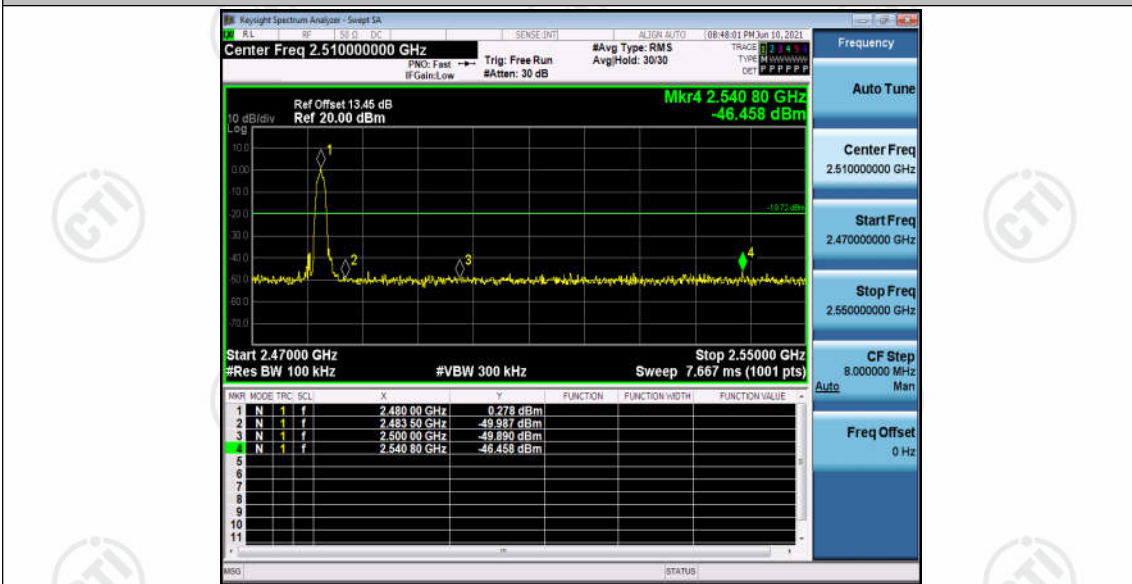 Keysight Spectrum Analyzer - Swept SA
RL RF 50 Ω DC SENSE:INT ALIGN AUTO 08:48:01 PM Jun 10, 2021
Center Freq 2.510000000 GHz
PNO: Fast
IFGain:Low
Trig: Free Run
#Atten: 30 dB
#Avg Type: RMS
Avg|Hold: 30/30
TRACE 1 2 3 4 5 6
TYPE M WWWWW
DET P P P P P P
Frequency
Auto Tune
Center Freq
2.510000000 GHz
Start Freq
2.470000000 GHz
Stop Freq
2.550000000 GHz
CF Step
8.000000 MHz
Auto Man
Freq Offset
0 Hz
Mkr4 2.540 80 GHz
-46.458 dBm
Ref Offset 13.45 dB
10 dB/div Ref 20.00 dBm
Log
10.0
0.00
-10.0
-20.0
-30.0
-40.0
-50.0
-60.0
-70.0
-19.72 dBm
1
2
3
4
Start 2.47000 GHz Stop 2.55000 GHz
#Res BW 100 kHz #VBW 300 kHz Sweep 7.667 ms (1001 pts)
MKR MODE TRC SCL X Y FUNCTION FUNCTION WIDTH FUNCTION VALUE
1 N 1 f 2.480 00 GHz 0.278 dBm
2 N 1 f 2.483 50 GHz -49.987 dBm
3 N 1 f 2.500 00 GHz -49.890 dBm
4 N 1 f 2.540 80 GHz -46.458 dBm
5
6
7
8
9
10
11
MSG STATUS
CTI
CTI
CTI
CTI